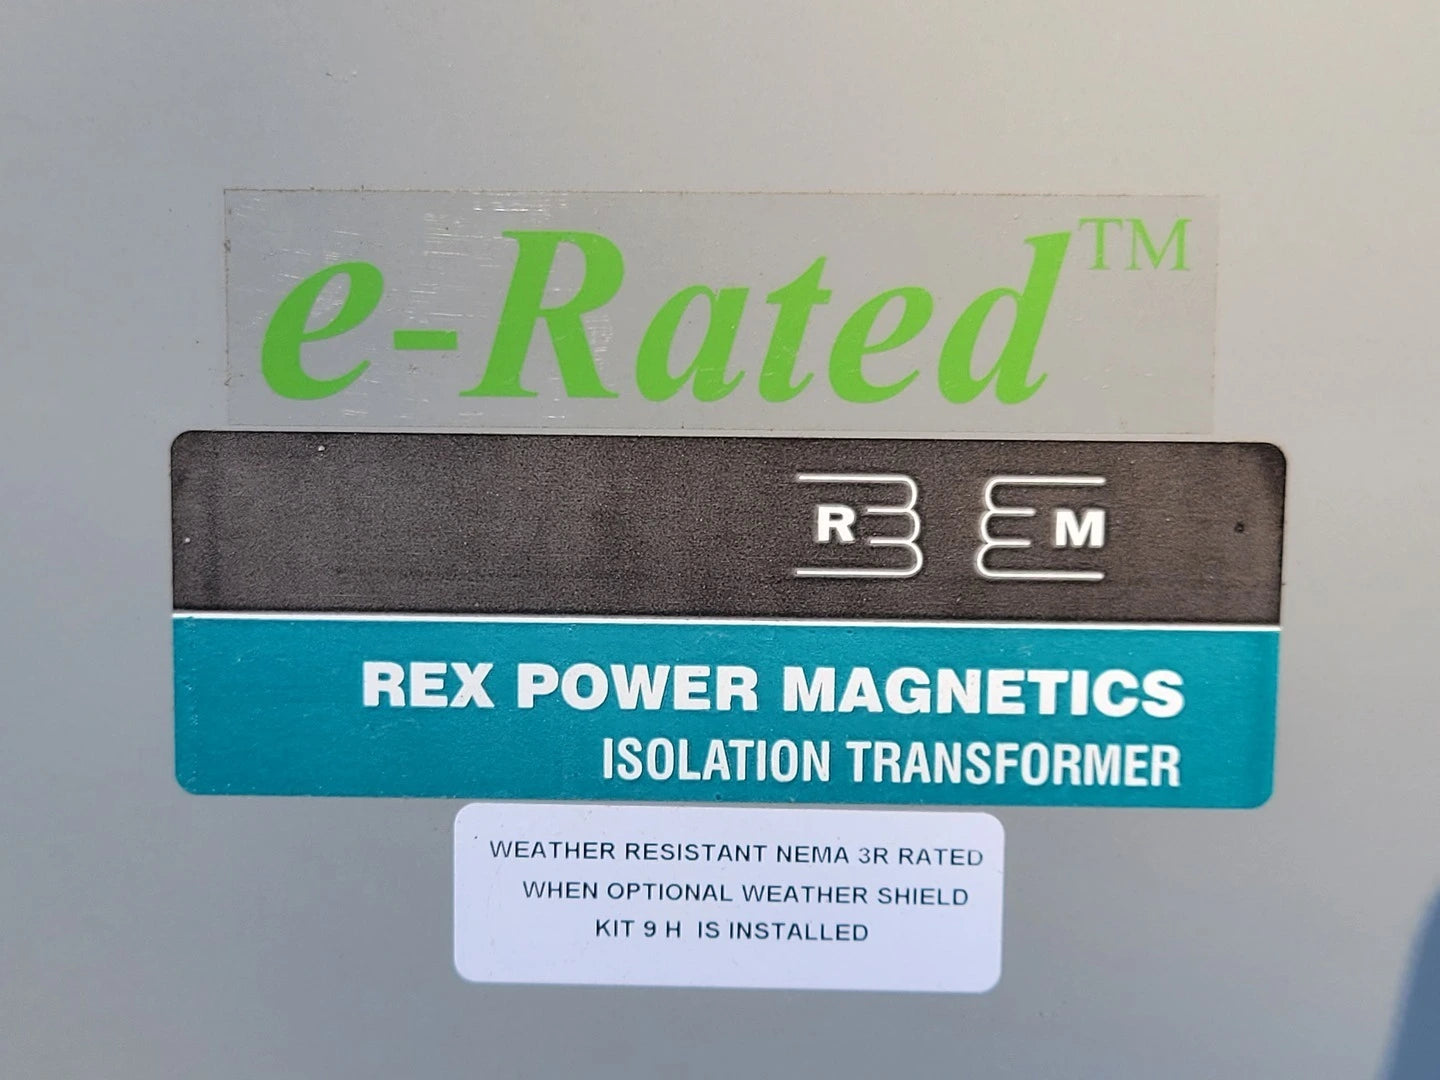 e-Rated™
R M
REX POWER MAGNETICS
ISOLATION TRANSFORMER
WEATHER RESISTANT NEMA 3R RATED
WHEN OPTIONAL WEATHER SHIELD
KIT 9 H IS INSTALLED